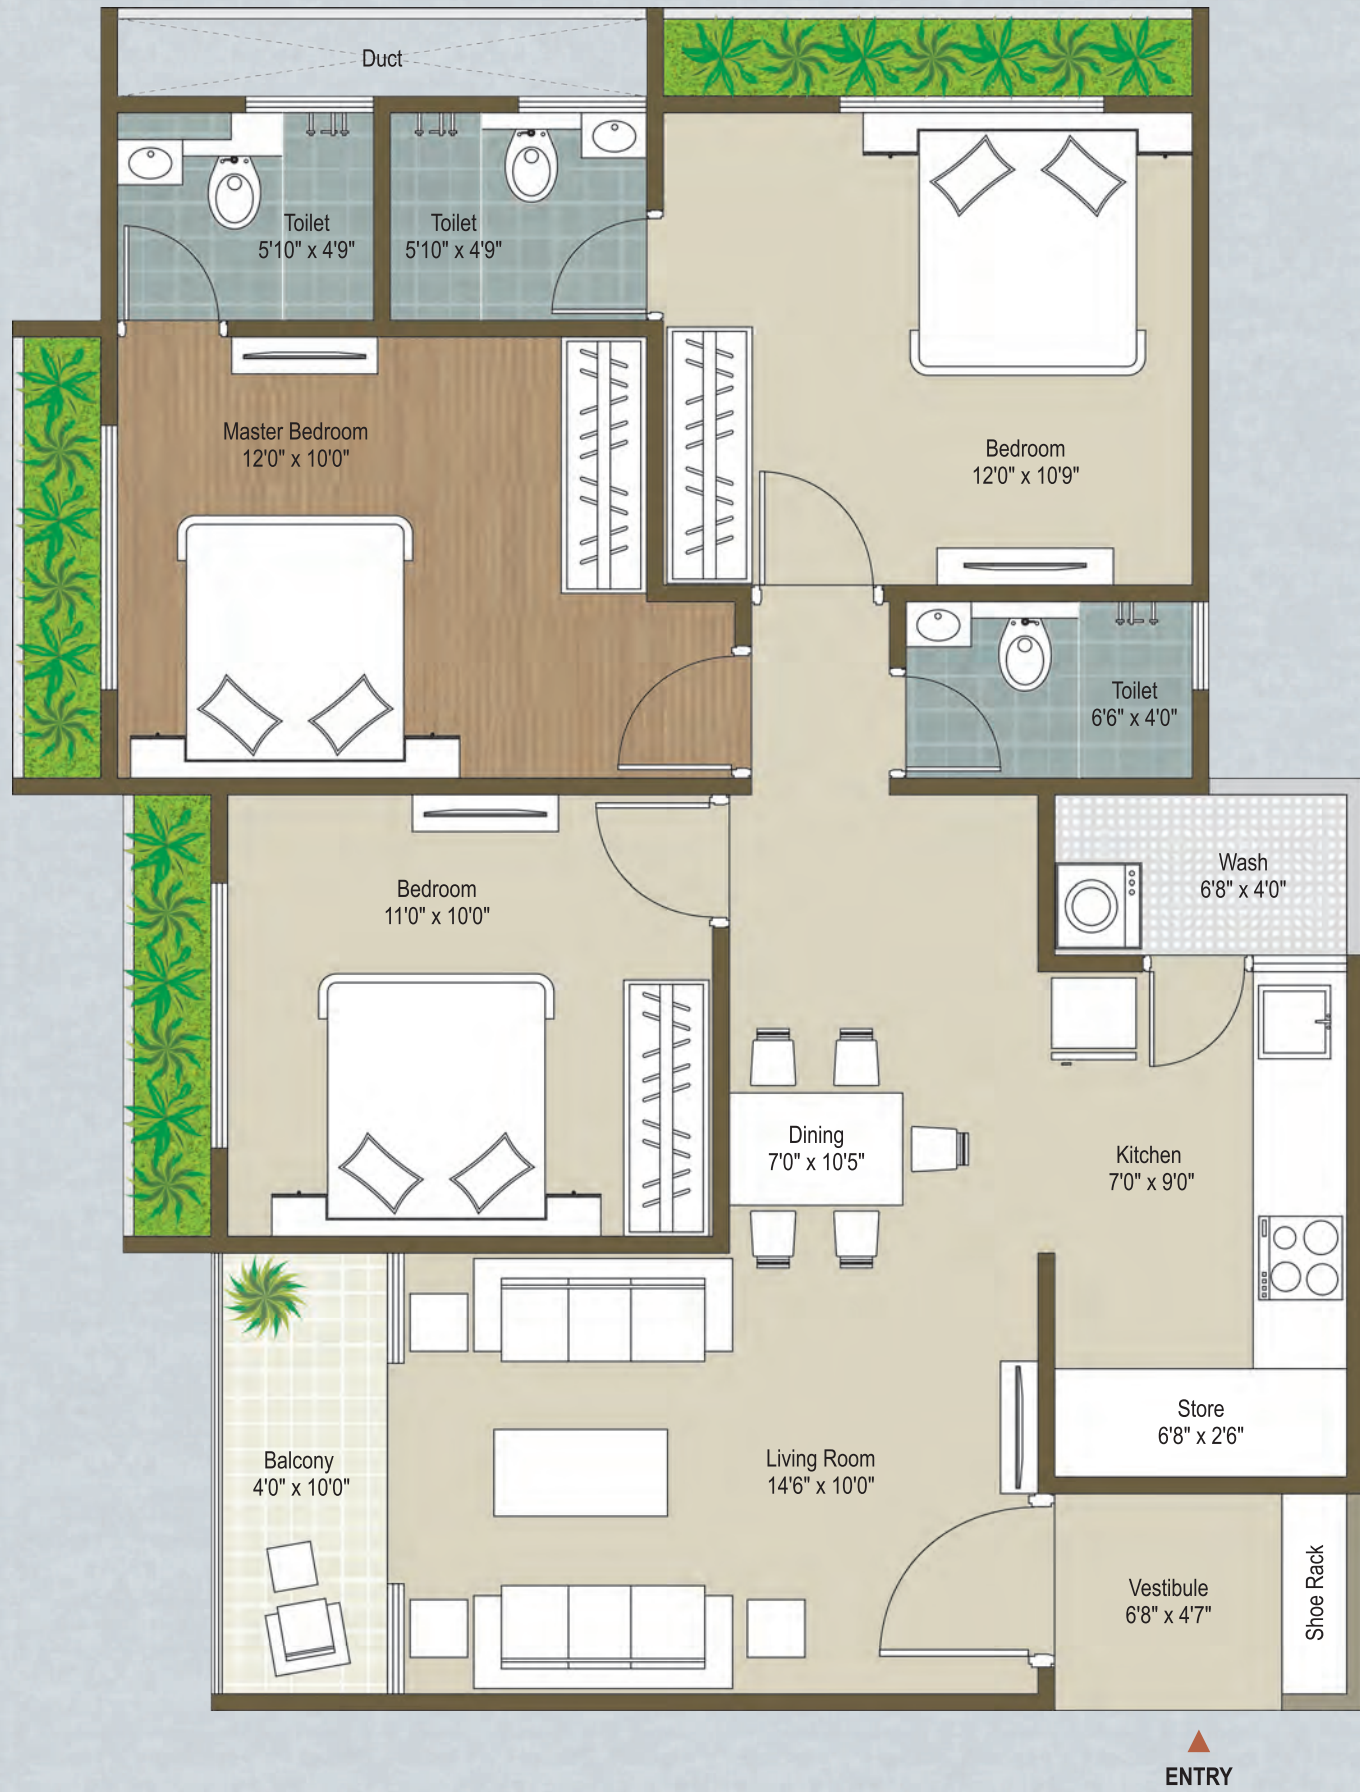 Duct
Toilet
5'10" x 4'9"
Toilet
5'10" x 4'9"
Master Bedroom
12'0" x 10'0"
Bedroom
12'0" x 10'9"
Toilet
6'6" x 4'0"
Wash
6'8" x 4'0"
Bedroom
11'0" x 10'0"
Dining
7'0" x 10'5"
Kitchen
7'0" x 9'0"
Store
6'8" x 2'6"
Balcony
4'0" x 10'0"
Living Room
14'6" x 10'0"
Vestibule
6'8" x 4'7"
Shoe Rack
ENTRY